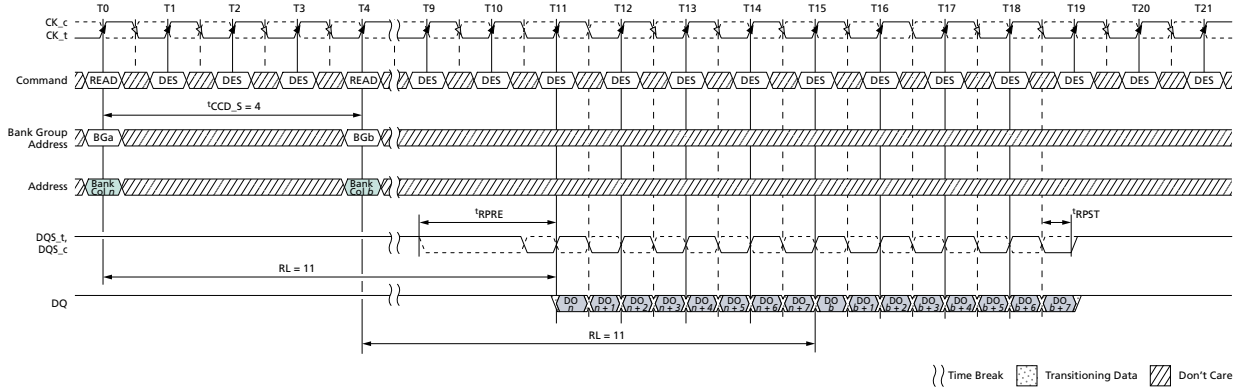 T0 T1 T2 T3 T4 T9 T10 T11 T12 T13 T14 T15 T16 T17 T18 T19 T20 T21
CK_c
CK_t
Command READ DES DES DES READ DES DES DES DES DES DES DES DES DES DES DES DES DES
tCCD_S = 4
Bank Group
Address
BGa BGb
Address
Bank
Col n
Bank
Col b
tRPRE tRPST
DQS_t,
DQS_c
RL = 11
DQ
DO
n
DO
n + 1
DO
n + 2
DO
n + 3
DO
n + 4
DO
n + 5
DO
n + 6
DO
n + 7
DO
b
DO
b + 1
DO
b + 2
DO
b + 3
DO
b + 4
DO
b + 5
DO
b + 6
DO
b + 7
RL = 11
Time Break Transitioning Data Don't Care